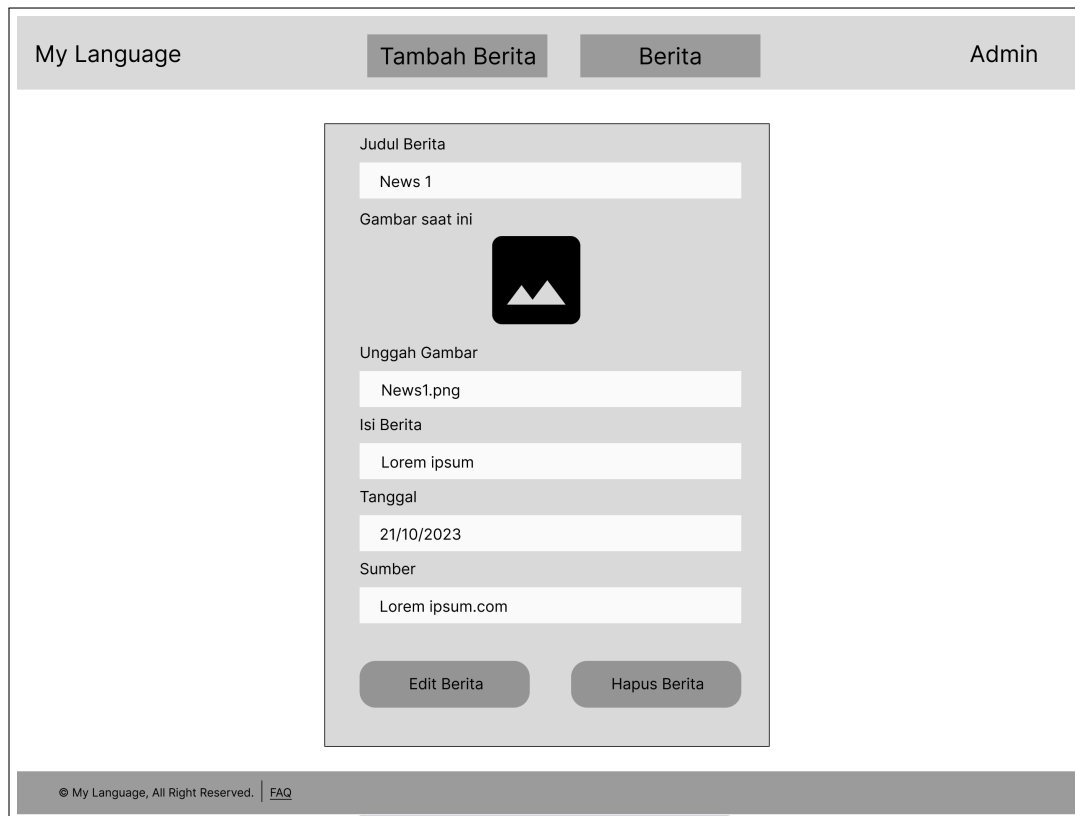 My Language
Tambah Berita
Berita
Admin
Judul Berita
News 1
Gambar saat ini
Unggah Gambar
News1.png
Isi Berita
Lorem ipsum
Tanggal
21/10/2023
Sumber
Lorem ipsum.com
Edit Berita
Hapus Berita
© My Language, All Right Reserved.
FAQ